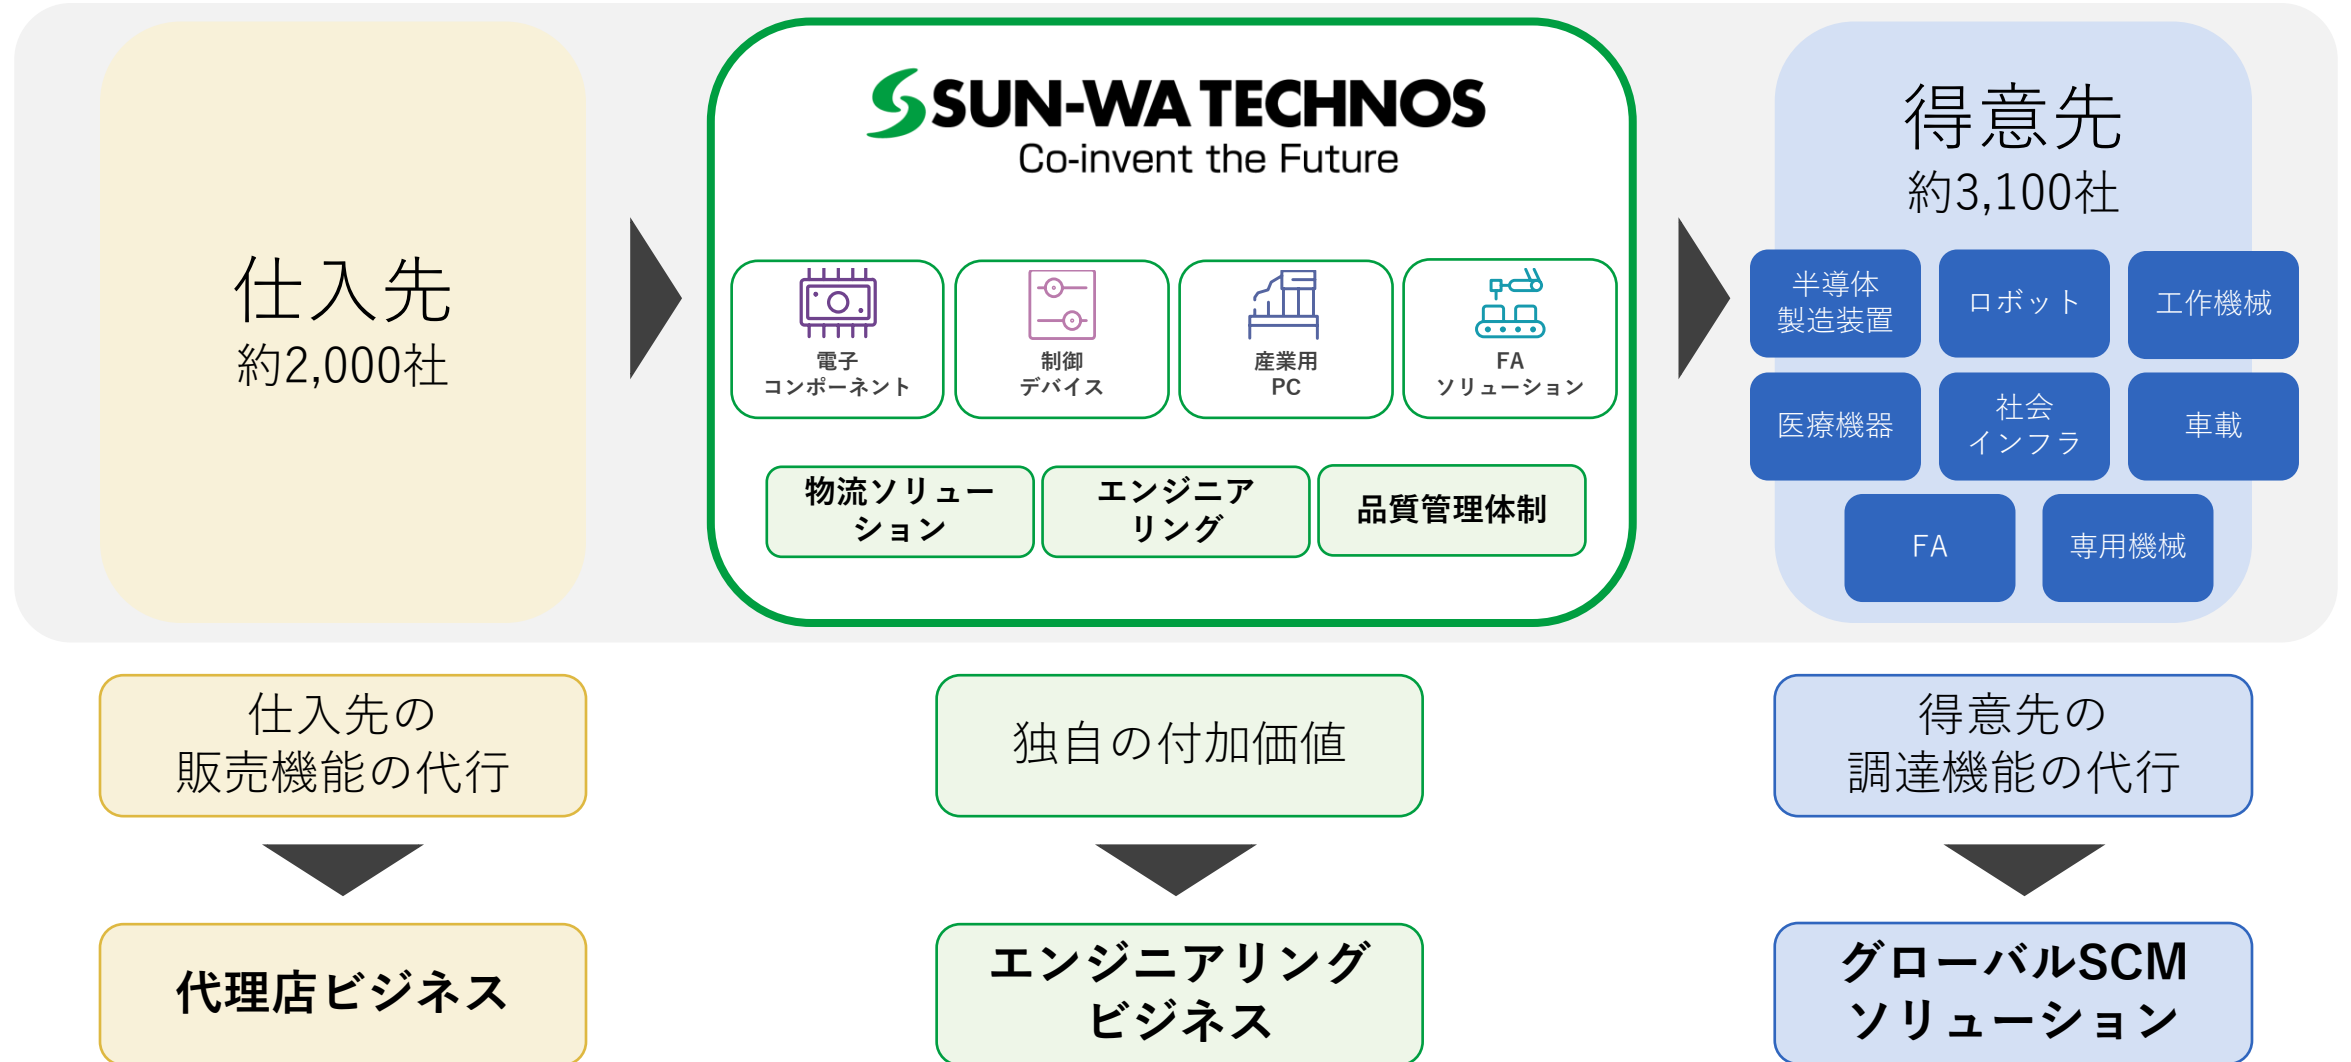 仕入先
約2,000社
SUN-WA TECHNOS
Co-invent the Future
電子
コンポーネント
制御
デバイス
産業用
PC
FA
ソリューション
物流ソリュー
ション
エンジニア
リング
品質管理体制
得意先
約3,100社
半導体
製造装置
ロボット
工作機械
医療機器
社会
インフラ
車載
FA
専用機械
仕入先の
販売機能の代行
独自の付加価値
得意先の
調達機能の代行
代理店ビジネス
エンジニアリング
ビジネス
グローバルSCM
ソリューション